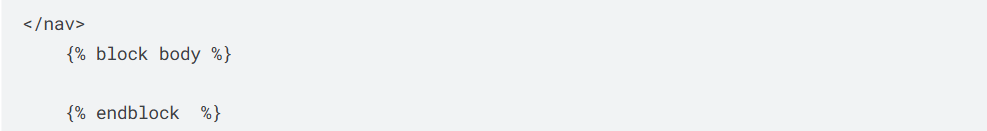 </nav>
{% block body %}
{% endblock  %}